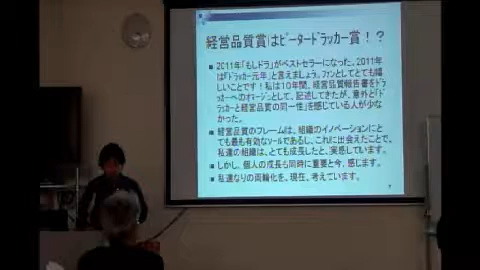 経営品質賞はﾋﾟｰﾀｰﾄﾞﾗｯｶｰ賞！？
2011年「もしドラ」がベストセラーになった。2011年
は「ドラッカー元年」と言えましょう。ファンとしてとても嬉
しいことです！私は10年間、経営品質報告書をドラッ
カーへのオマージュとして、記述してきたが、意外と「ドラッ
カーと経営品質の同一性」を感じている人が少な
かった。
経営品質のフレームは、組織のイノベーションにと
ても最も有効なツールであるし、これに出会えたことで、
私達の組織は、とても成長したと、実感しています。
しかし、個人の成長も同時に重要と今、感じます。
私達なりの両輪化を、現在、考えています。